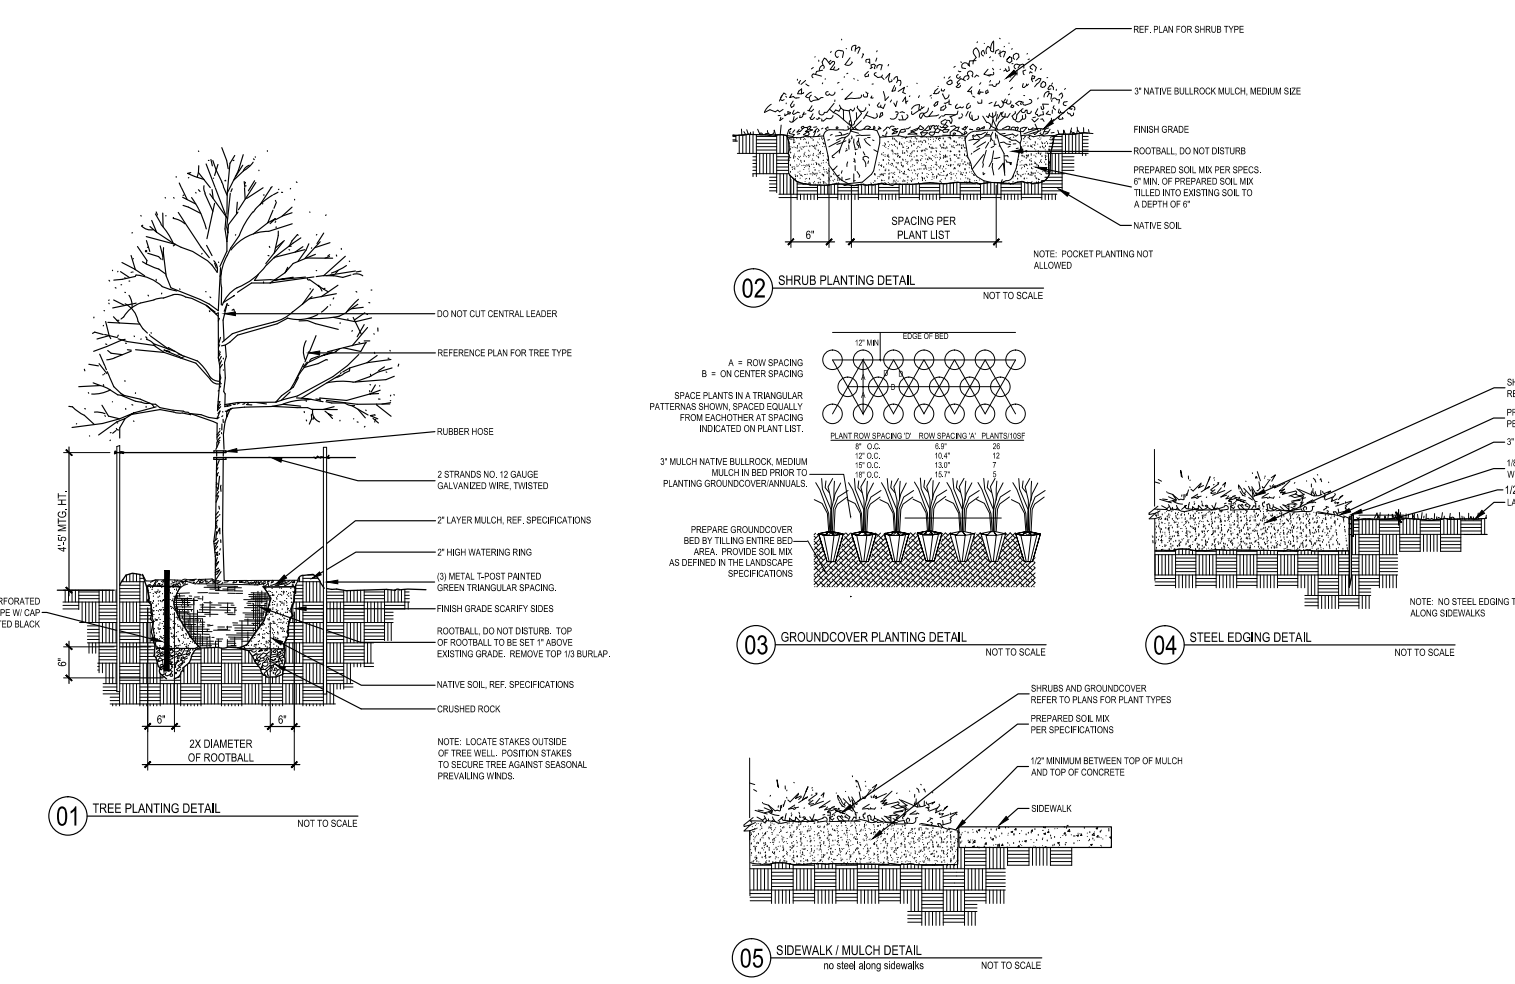 DO NOT CUT CENTRAL LEADER
REFERENCE PLAN FOR TREE TYPE
RUBBER HOSE
2 STRANDS NO. 12 GAUGE
GALVANIZED WIRE, TWISTED
4'-5' MTG. HT.
2" LAYER MULCH, REF. SPECIFICATIONS
2" HIGH WATERING RING
(3) METAL T-POST PAINTED
GREEN TRIANGULAR SPACING.
RFORATED
PE W/ CAP
TED BLACK
FINISH GRADE SCARIFY SIDES
ROOTBALL, DO NOT DISTURB. TOP
OF ROOTBALL TO BE SET 1" ABOVE
EXISTING GRADE. REMOVE TOP 1/3 BURLAP.
6"
NATIVE SOIL, REF. SPECIFICATIONS
CRUSHED ROCK
6"
6"
2X DIAMETER
OF ROOTBALL
NOTE: LOCATE STAKES OUTSIDE
OF TREE WELL. POSITION STAKES
TO SECURE TREE AGAINST SEASONAL
PREVAILING WINDS.
01 TREE PLANTING DETAIL
NOT TO SCALE
REF. PLAN FOR SHRUB TYPE
3" NATIVE BULLROCK MULCH, MEDIUM SIZE
FINISH GRADE
ROOTBALL, DO NOT DISTURB
PREPARED SOIL MIX PER SPECS.
6" MIN. OF PREPARED SOIL MIX
TILLED INTO EXISTING SOIL TO
A DEPTH OF 6"
NATIVE SOIL
6"
SPACING PER
PLANT LIST
NOTE: POCKET PLANTING NOT
ALLOWED
02 SHRUB PLANTING DETAIL
NOT TO SCALE
EDGE OF BED
12" MIN
A = ROW SPACING
B = ON CENTER SPACING
SPACE PLANTS IN A TRIANGULAR
PATTERNAS SHOWN, SPACED EQUALLY
FROM EACHOTHER AT SPACING
INDICATED ON PLANT LIST.
A
A
D
D
D
PLANT ROW SPACING 'D' ROW SPACING 'A' PLANTS/10SF
8" O.C. 6.9" 26
12" O.C. 10.4" 12
15" O.C. 13.0" 7
18" O.C. 15.7" 5
3" MULCH NATIVE BULLROCK, MEDIUM
MULCH IN BED PRIOR TO
PLANTING GROUNDCOVER/ANNUALS.
PREPARE GROUNDCOVER
BED BY TILLING ENTIRE BED
AREA. PROVIDE SOIL MIX
AS DEFINED IN THE LANDSCAPE
SPECIFICATIONS
03 GROUNDCOVER PLANTING DETAIL
NOT TO SCALE
SH
RE
PR
PE
3"
1/8
W
1/2
LA
NOTE: NO STEEL EDGING T
ALONG SIDEWALKS
04 STEEL EDGING DETAIL
NOT TO SCALE
SHRUBS AND GROUNDCOVER
REFER TO PLANS FOR PLANT TYPES
PREPARED SOIL MIX
PER SPECIFICATIONS
1/2" MINIMUM BETWEEN TOP OF MULCH
AND TOP OF CONCRETE
SIDEWALK
05 SIDEWALK / MULCH DETAIL
no steel along sidewalks
NOT TO SCALE